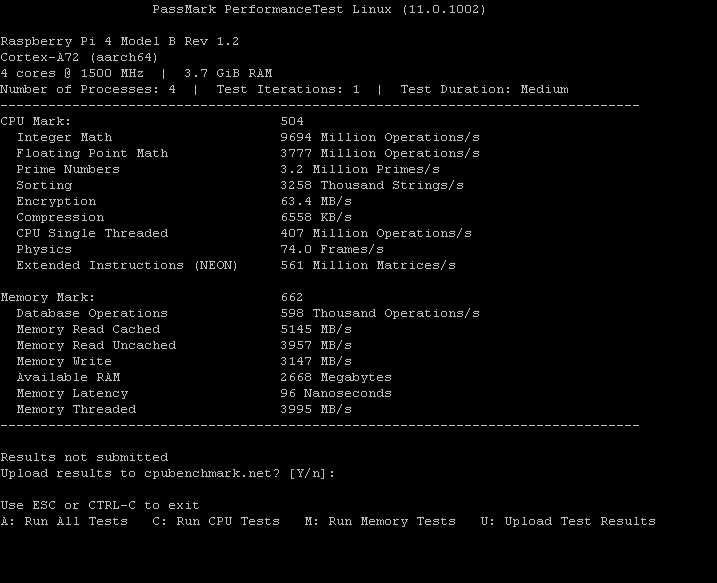 PassMark PerformanceTest Linux (11.0.1002)
Raspberry Pi 4 Model B Rev 1.2
Cortex-A72 (aarch64)
4 cores @ 1500 MHz  |  3.7 GiB RAM
Number of Processes: 4  |  Test Iterations: 1  |  Test Duration: Medium
--------------------------------------------------------------------------------
CPU Mark:                          504
  Integer Math                     9694 Million Operations/s
  Floating Point Math              3777 Million Operations/s
  Prime Numbers                    3.2 Million Primes/s
  Sorting                          3258 Thousand Strings/s
  Encryption                       63.4 MB/s
  Compression                      6558 KB/s
  CPU Single Threaded              407 Million Operations/s
  Physics                          74.0 Frames/s
  Extended Instructions (NEON)     561 Million Matrices/s
Memory Mark:                       662
  Database Operations              598 Thousand Operations/s
  Memory Read Cached               5145 MB/s
  Memory Read Uncached             3957 MB/s
  Memory Write                     3147 MB/s
  Available RAM                    2668 Megabytes
  Memory Latency                   96 Nanoseconds
  Memory Threaded                  3995 MB/s
--------------------------------------------------------------------------------
Results not submitted
Upload results to cpubenchmark.net? [Y/n]:
Use ESC or CTRL-C to exit
A: Run All Tests   C: Run CPU Tests   M: Run Memory Tests   U: Upload Test Results